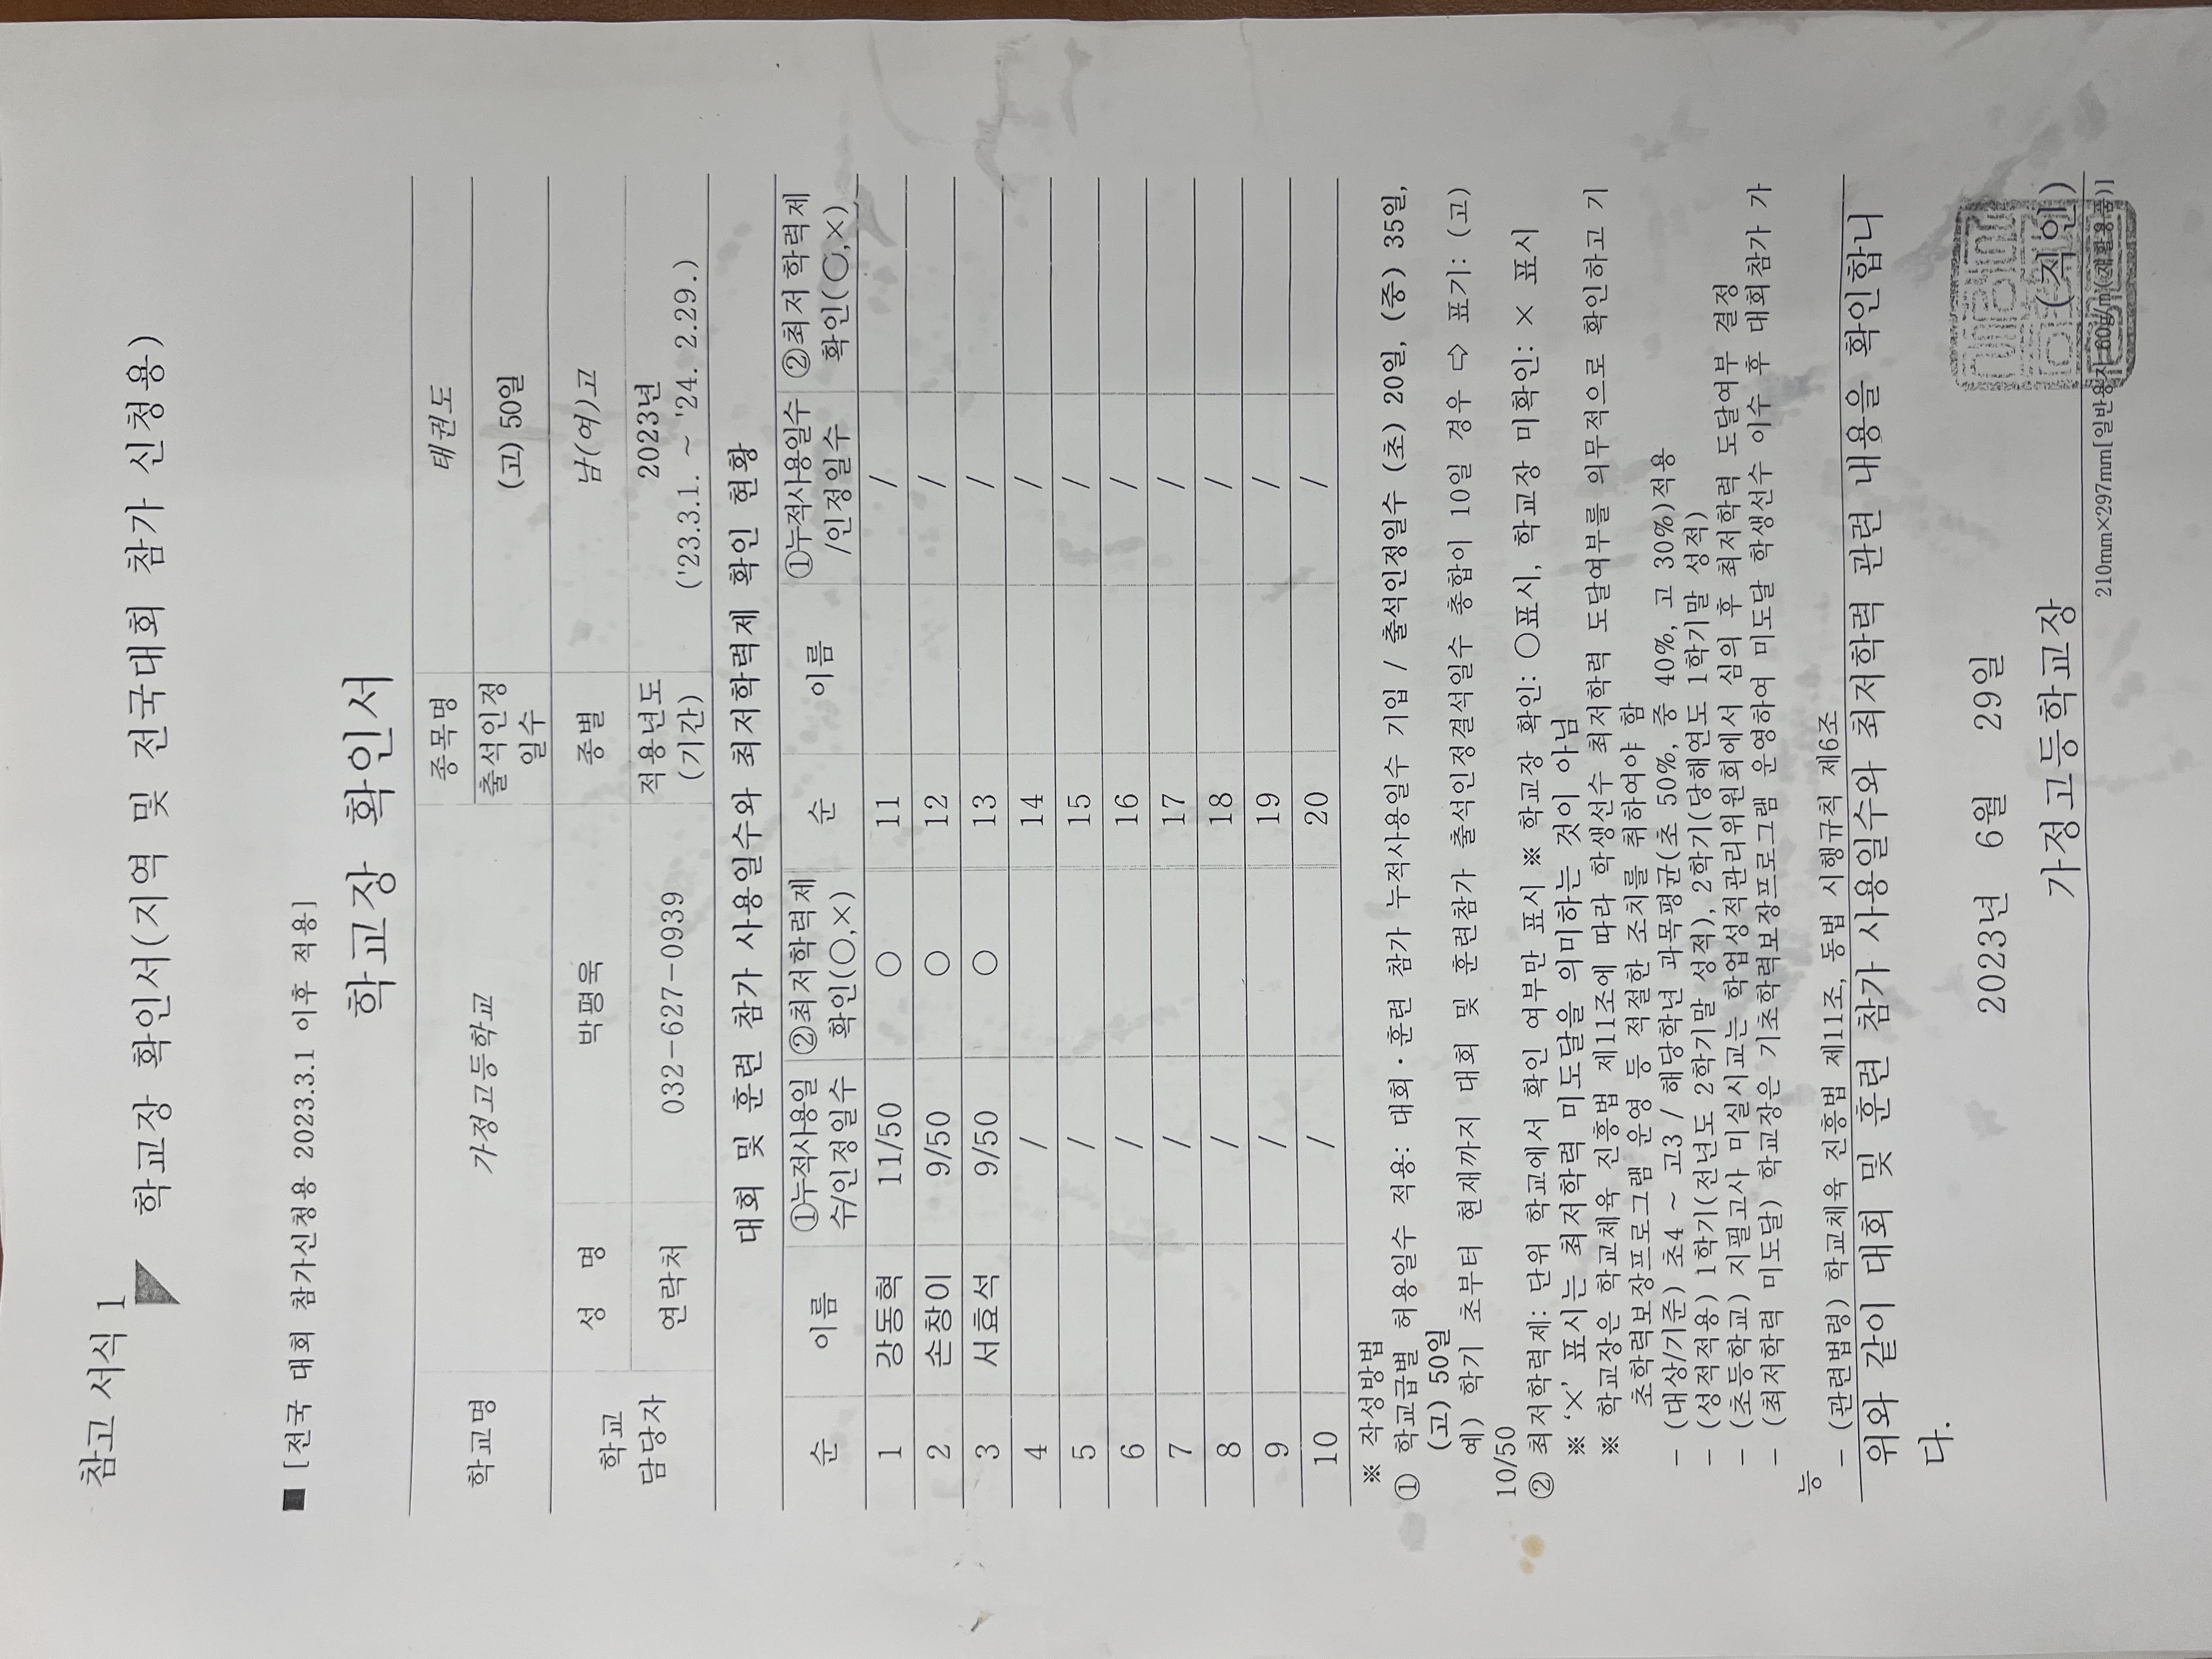 참고 서식 1
학교장 확인서(지역 및 전국대회 참가 신청용)
■ [전국 대회 참가신청용 2023.3.1 이후 적용]
학교장 확인서
학교명 가정고등학교 종목명 태권도
출석인정 일수 (고) 50일
학교 담당자 성 명 박평욱 종별 남(여)고
연락처 032-627-0939 적용년도 (기간) 2023년 ('23.3.1. ~ '24.2.29.)
대회 및 훈련 참가 사용일수와 최저학력제 확인 현황
순 이름 ①누적사용일수/인정일수 ②최저학력제 확인(○,×) 순 이름 ①누적사용일수/인정일수 ②최저학력제 확인(○,×)
1 강동혁 11/50 ○ 11 /
2 손창이 9/50 ○ 12 /
3 서효석 9/50 ○ 13 /
4 / 14 /
5 / 15 /
6 / 16 /
7 / 17 /
8 / 18 /
9 / 19 /
10 / 20 /
※ 작성방법
① 학교급별 허용일수 적용: 대회·훈련 참가 누적사용일수 기입 / 출석인정일수 (초) 20일, (중) 35일,
(고) 50일
예) 학기 초부터 현재까지 대회 및 훈련참가 출석인정결석일수 총합이 10일 경우 ⇨ 표기: (고)
10/50
② 최저학력제: 단위 학교에서 확인 여부만 표시 ※ 학교장 확인: ○표시, 학교장 미확인: × 표시
※ '×' 표시는 최저학력 미도달을 의미하는 것이 아님
※ 학교장은 학교체육 진흥법 제11조에 따라 학생선수 최저학력 도달여부를 의무적으로 확인하고 기
초학력보장프로그램 운영 등 적절한 조치를 취하여야 함
- (대상/기준) 초4 ~ 고3 / 해당학년 과목평균(초 50%, 중 40%, 고 30%)적용
- (성적적용) 1학기(전년도 2학기말 성적), 2학기(당해연도 1학기말 성적)
- (초등학교) 지필고사 미실시교는 학업성적관리위원회에서 심의 후 최저학력 도달여부 결정
- (최저학력 미도달) 학교장은 기초학력보장프로그램 운영하여 미도달 학생선수 이수 후 대회참가 가
능
- (관련법령) 학교체육 진흥법 제11조, 동법 시행규칙 제6조
위와 같이 대회 및 훈련 참가 사용일수와 최저학력 관련 내용을 확인합니
다.
2023년 6월 29일
가정고등학교장 (직인)
210mm×297mm[일반용지 60g/㎡(재활용품)]